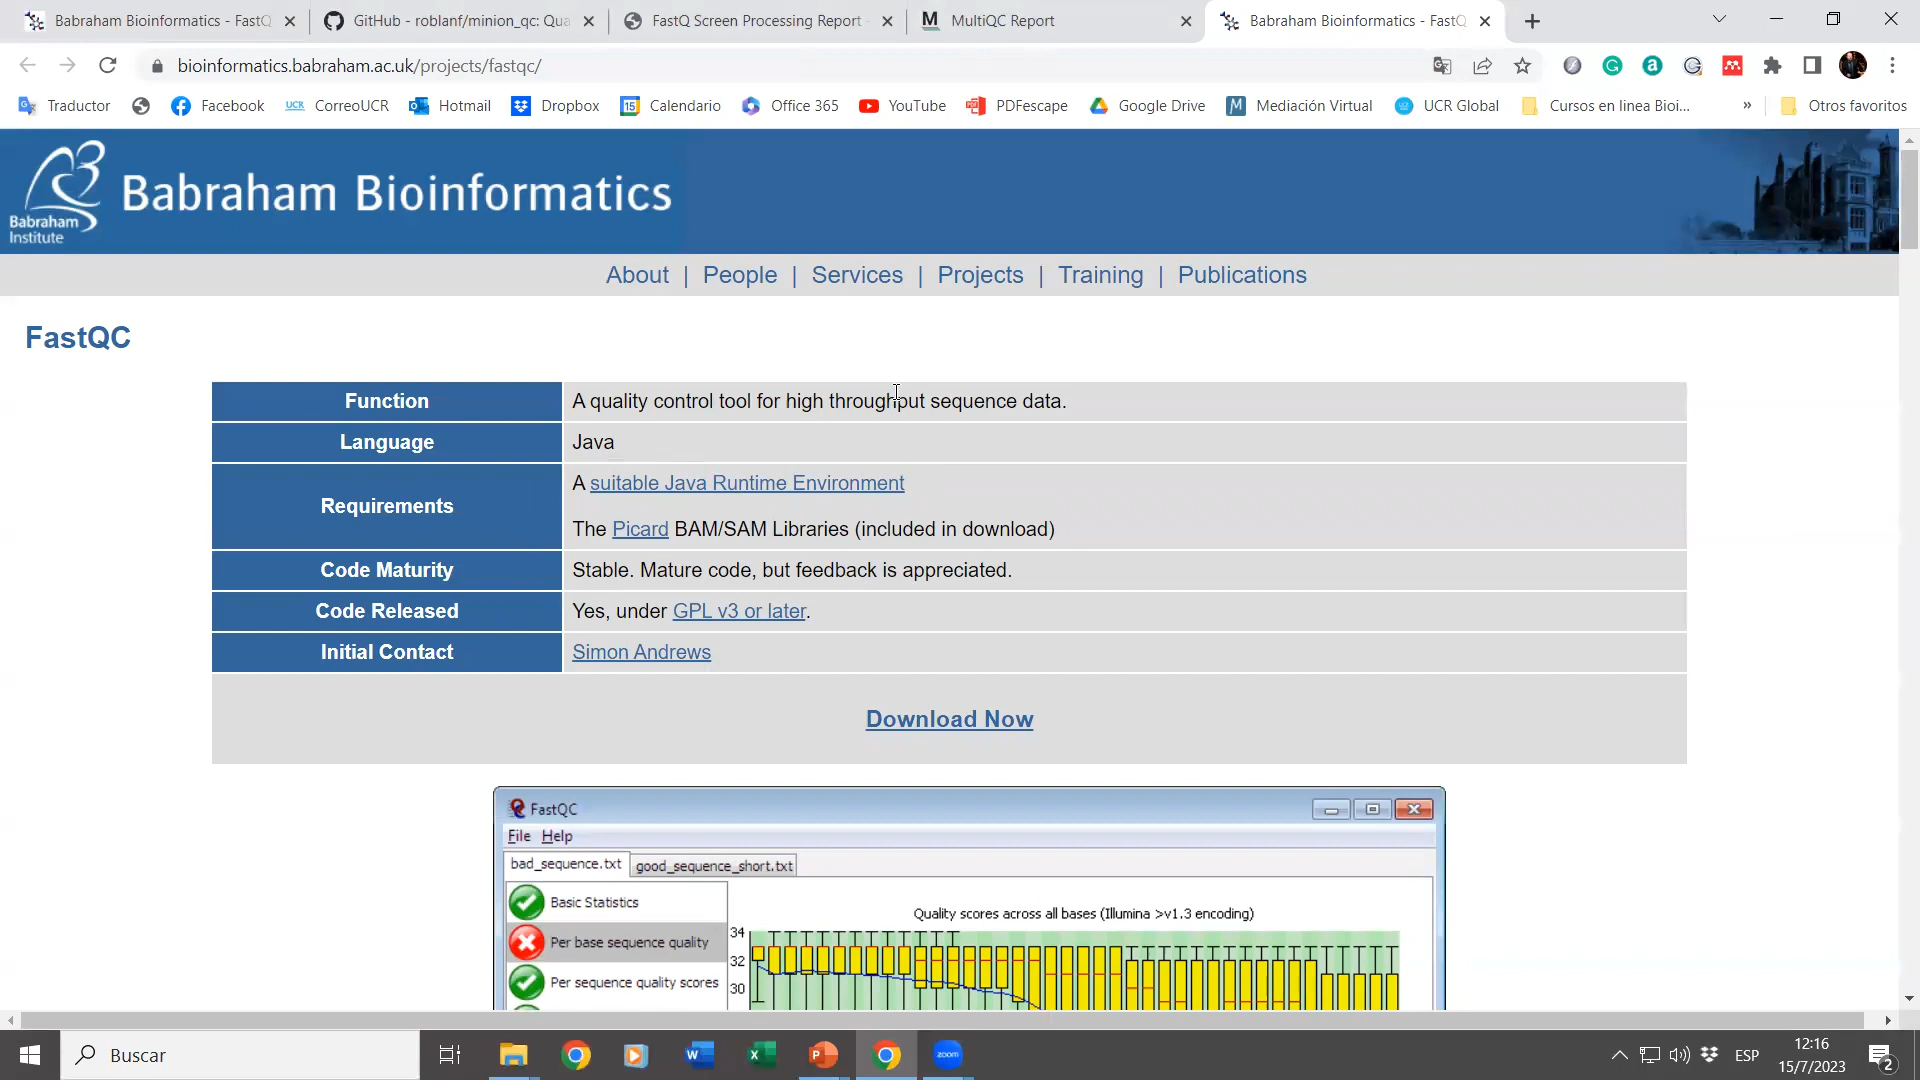 Babraham Bioinformatics - FastQ
GitHub - roblanf/minion_qc: Qua
FastQ Screen Processing Report -
M MultiQC Report
Babraham Bioinformatics - FastQ
bioinformatics.babraham.ac.uk/projects/fastqc/
Traductor
Facebook
UCR CorreoUCR
Hotmail
Dropbox
15 Calendario
Office 365
YouTube
PDFescape
Google Drive
M Mediación Virtual
UCR Global
Cursos en linea Bioi...
»
Otros favoritos
Babraham
Institute
Babraham Bioinformatics
About | People | Services | Projects | Training | Publications
FastQC
Function A quality control tool for high throughput sequence data.
Language Java
Requirements A suitable Java Runtime Environment
The Picard BAM/SAM Libraries (included in download)
Code Maturity Stable. Mature code, but feedback is appreciated.
Code Released Yes, under GPL v3 or later.
Initial Contact Simon Andrews
Download Now
FastQC
File Help
bad_sequence.txt good_sequence_short.txt
Basic Statistics
Per base sequence quality
Per sequence quality scores
Quality scores across all bases (Illumina >v1.3 encoding)
34
32
30
Buscar
zoom
ESP
12:16
15/7/2023
2